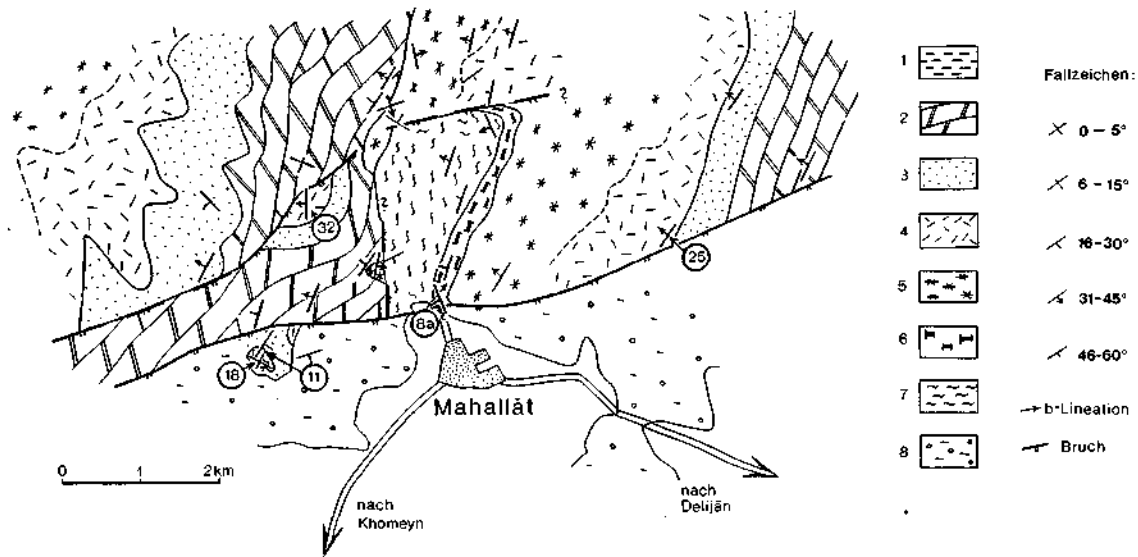 ?
?
32
25
8a
18
11
Mahallāt
0 1 2km
nach
Khomeyn
nach
Delijān
1
2
3
4
5
6
7
8
Fallzeichen:
0 – 5°
6 – 15°
16–30°
31–45°
46–60°
b-Lineation
Bruch